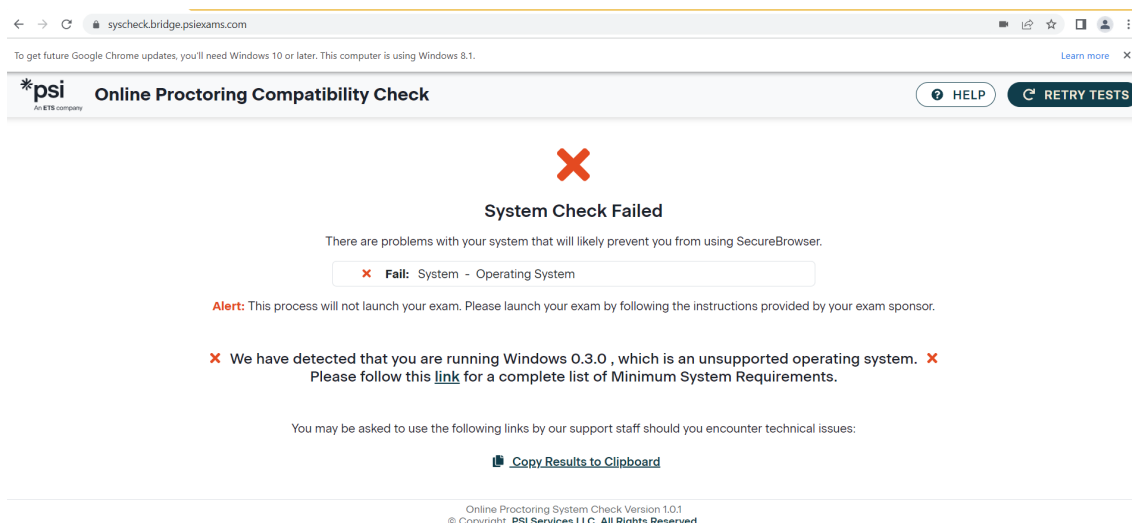 syscheck.bridge.psiexams.com
To get future Google Chrome updates, you'll need Windows 10 or later. This computer is using Windows 8.1.
Learn more
psi
An ETS company
Online Proctoring Compatibility Check
HELP
RETRY TESTS
System Check Failed
There are problems with your system that will likely prevent you from using SecureBrowser.
Fail: System - Operating System
Alert: This process will not launch your exam. Please launch your exam by following the instructions provided by your exam sponsor.
We have detected that you are running Windows 0.3.0 , which is an unsupported operating system.
Please follow this link for a complete list of Minimum System Requirements.
You may be asked to use the following links by our support staff should you encounter technical issues:
Copy Results to Clipboard
Online Proctoring System Check Version 1.0.1
© Copyright PSI Services LLC. All Rights Reserved